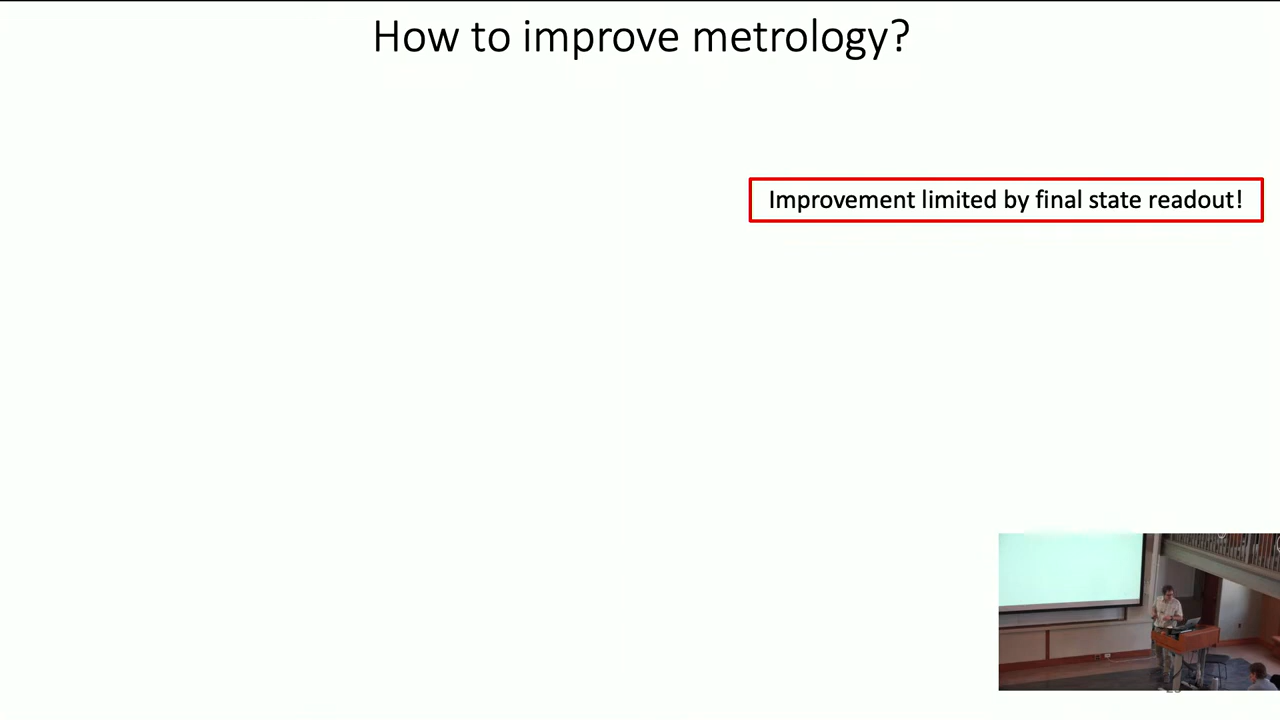 How to improve metrology?
Improvement limited by final state readout!